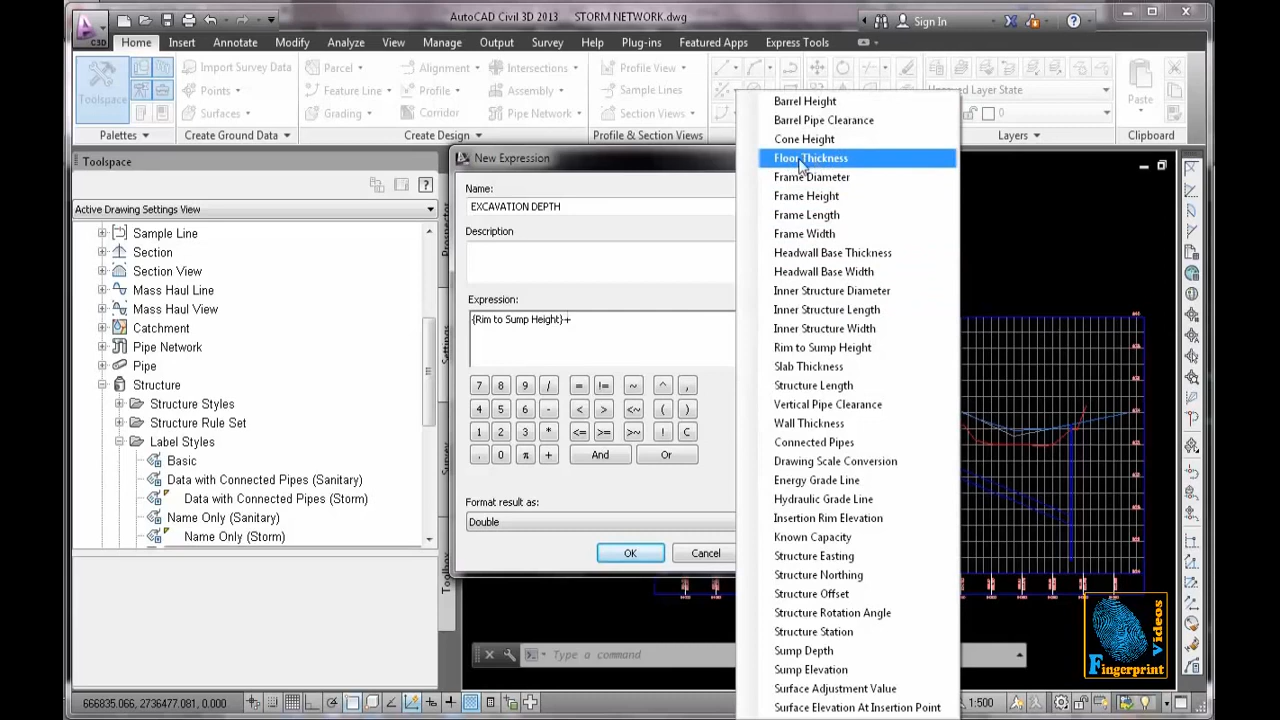 AutoCAD Civil 3D 2013 STORM NETWORK.dwg
Sign In
C3D
Home Insert Annotate Modify Analyze View Manage Output Survey Help Plug-ins Featured Apps Express Tools
Toolspace
Import Survey Data
Points
Grading
Parcel
Feature Line
Alignment
Profile
Corridor
Intersections
Assembly
Pipe Network
Profile View
Sample Lines
Section Views
Unsaved Layer State
0
Paste
Palettes
Create Ground Data
Create Design
Profile & Section Views
Layers
Clipboard
Toolspace
Active Drawing Settings View
Sample Line
Section
Section View
Mass Haul Line
Mass Haul View
Catchment
Pipe Network
Pipe
Structure
Structure Styles
Structure Rule Set
Label Styles
Basic
Data with Connected Pipes (Sanitary)
Data with Connected Pipes (Storm)
Name Only (Sanitary)
Name Only (Storm)
Prospector
Settings
Survey
Toolbox
New Expression
Name:
EXCAVATION DEPTH
Description
Expression:
{Rim to Sump Height}+
7 8 9 / = != ~ ^ ,
4 5 6 - < > <~ ( )
1 2 3 * <= >= >~ ! C
. 0 π + And Or
Format result as:
Double
OK Cancel
Barrel Height
Barrel Pipe Clearance
Cone Height
Floor Thickness
Frame Diameter
Frame Height
Frame Length
Frame Width
Headwall Base Thickness
Headwall Base Width
Inner Structure Diameter
Inner Structure Length
Inner Structure Width
Rim to Sump Height
Slab Thickness
Structure Length
Vertical Pipe Clearance
Wall Thickness
Connected Pipes
Drawing Scale Conversion
Energy Grade Line
Hydraulic Grade Line
Insertion Rim Elevation
Known Capacity
Structure Easting
Structure Northing
Structure Offset
Structure Rotation Angle
Structure Station
Sump Depth
Sump Elevation
Surface Adjustment Value
Surface Elevation At Insertion Point
Type a command
666835.066, 2736477.081, 0.000
1:500
Fingerprint
Videos